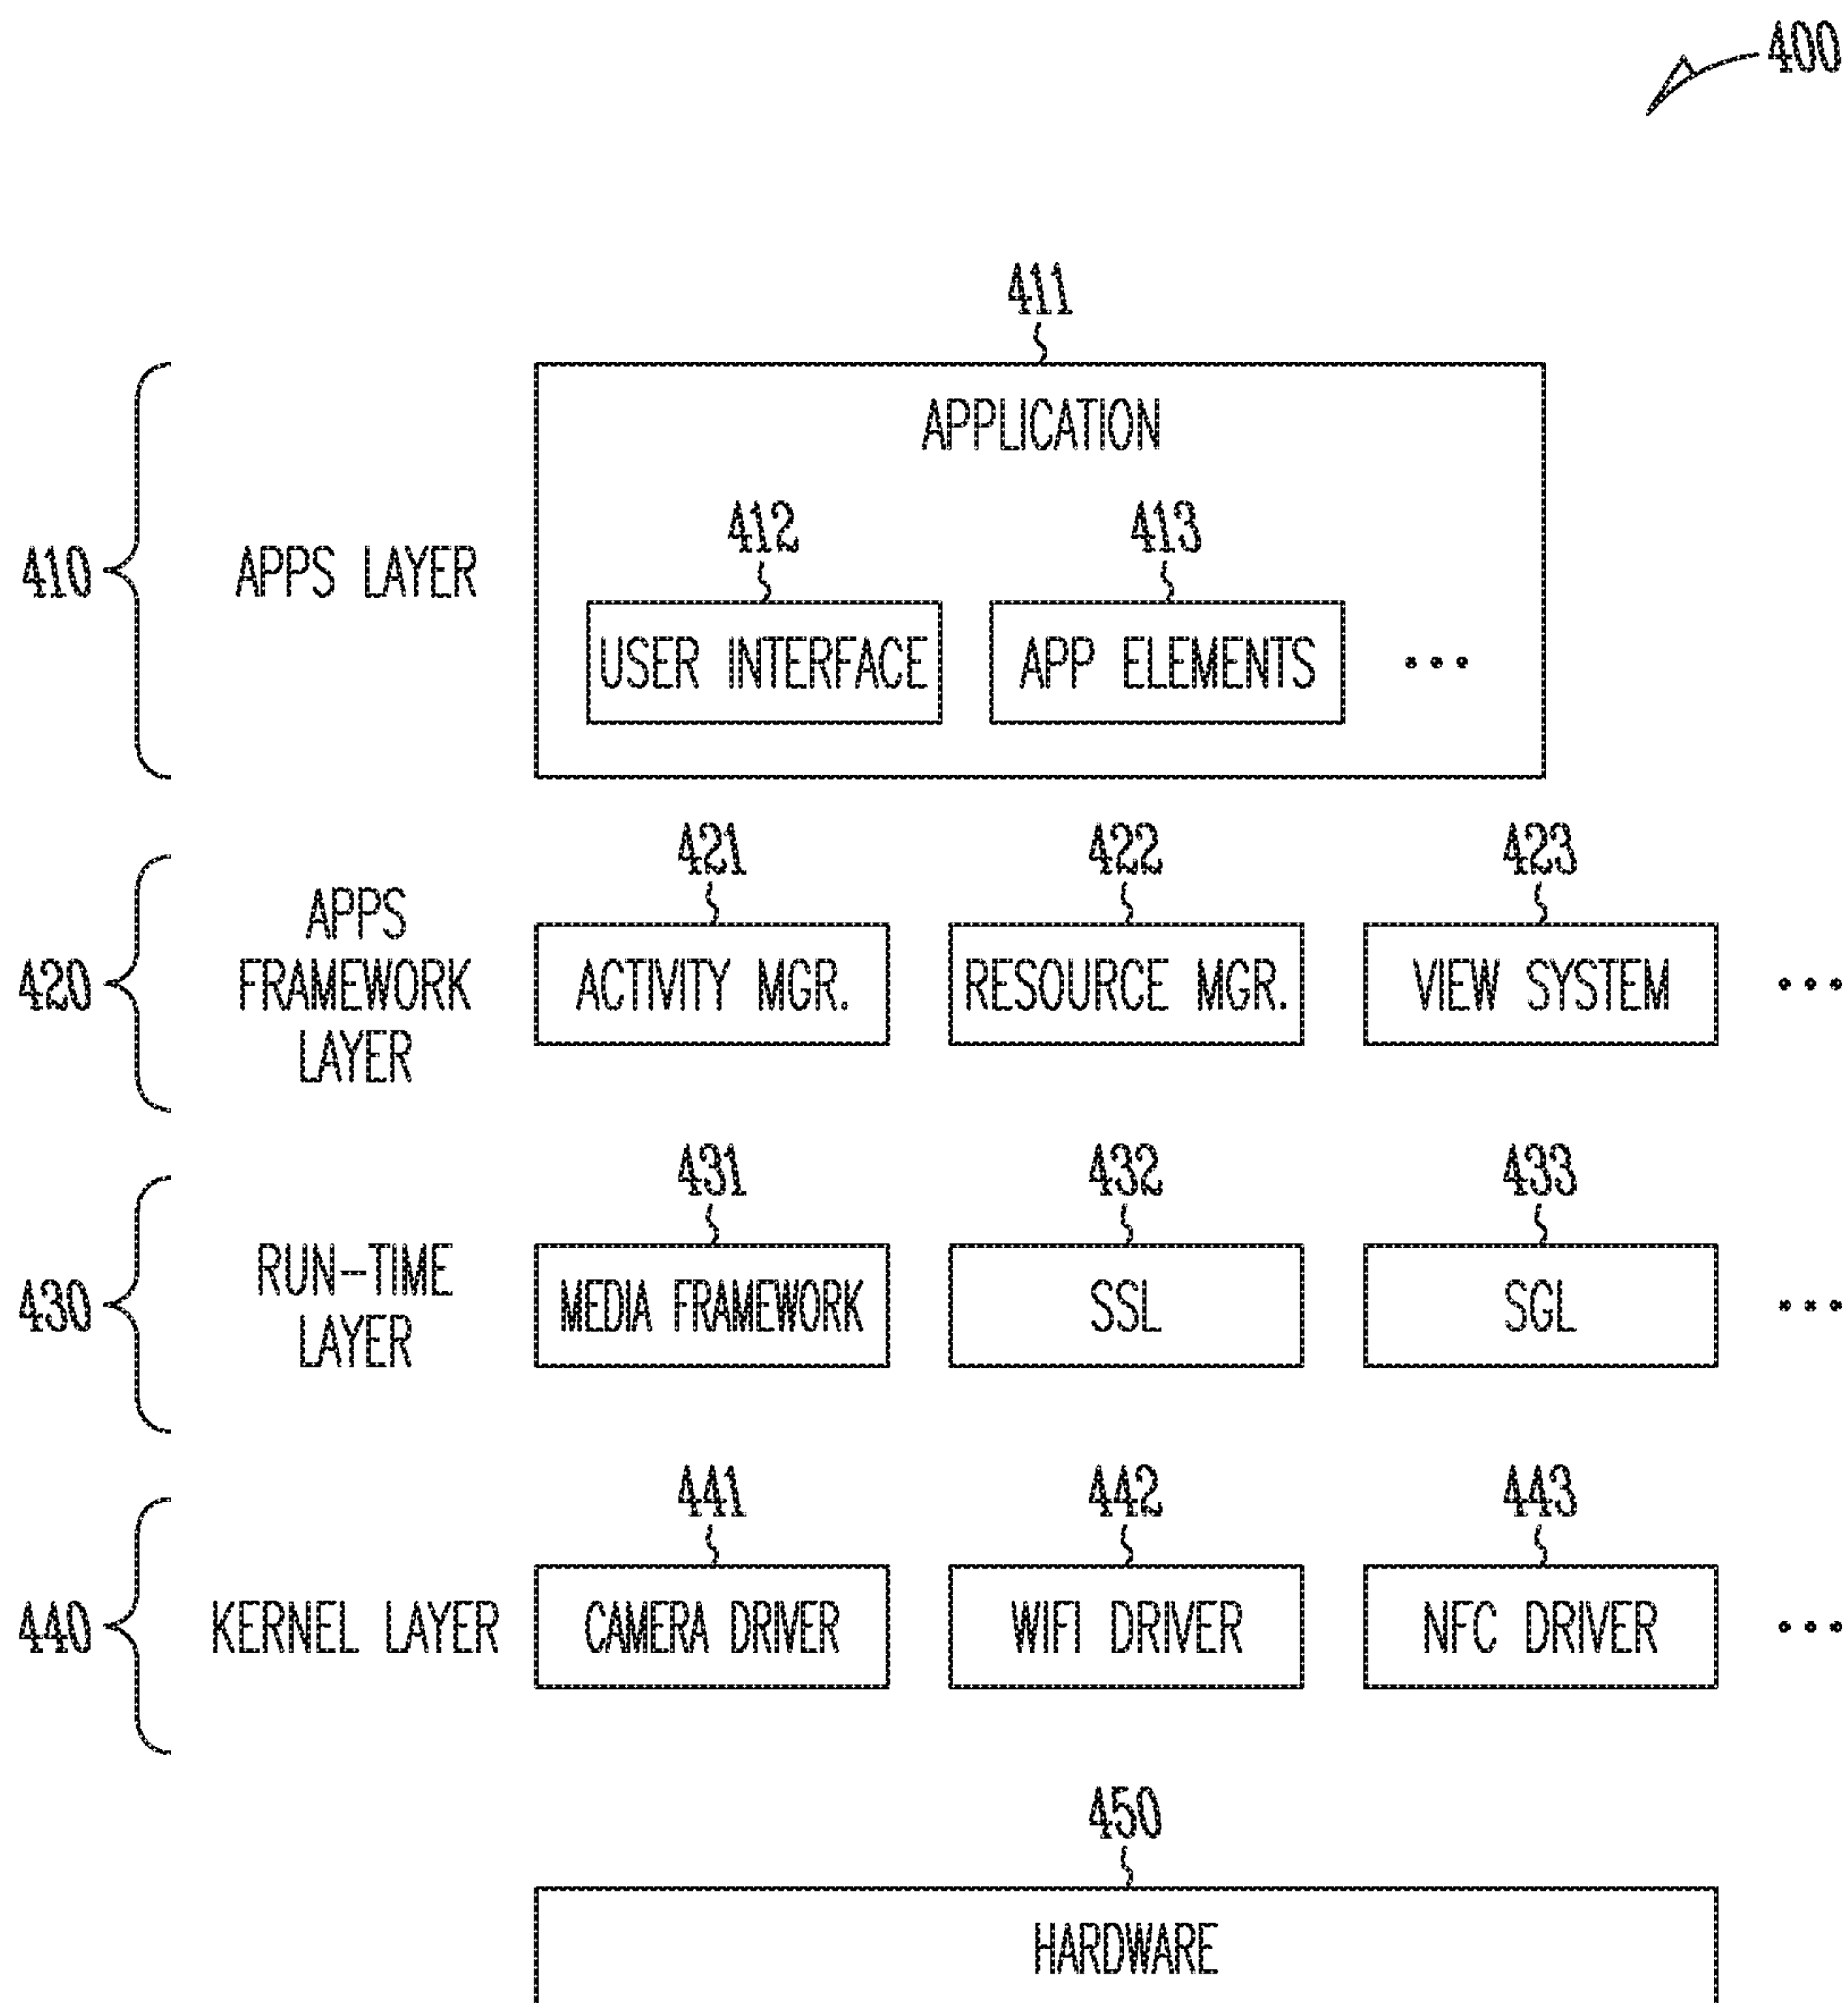 400
411
APPLICATION
412
413
410
APPS LAYER
USER INTERFACE
APP ELEMENTS
...
421
422
423
420
APPS
FRAMEWORK
LAYER
ACTIVITY MGR.
RESOURCE MGR.
VIEW SYSTEM
...
431
432
433
430
RUN-TIME
LAYER
MEDIA FRAMEWORK
SSL
SGL
...
441
442
443
440
KERNEL LAYER
CAMERA DRIVER
WIFI DRIVER
NFC DRIVER
...
450
HARDWARE